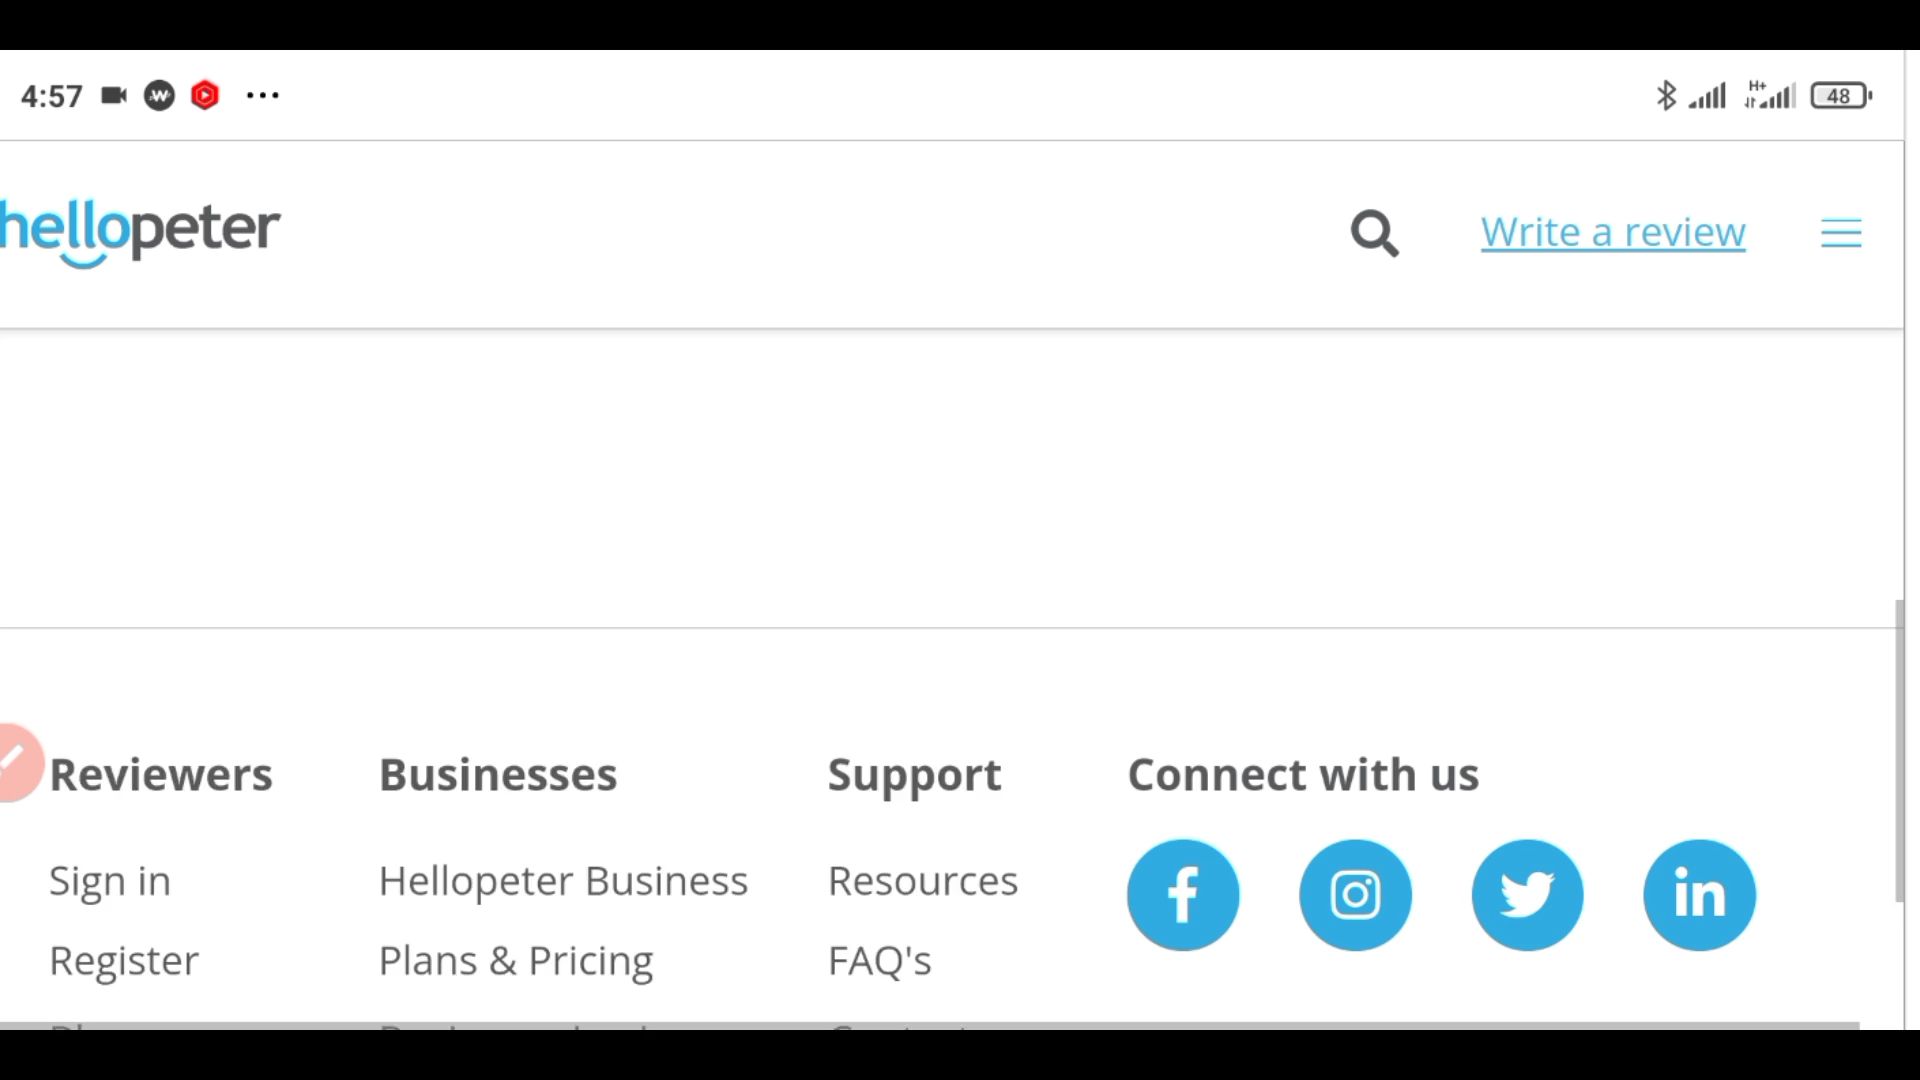 4:57
H+
48
hellopeter
Write a review
Reviewers Businesses Support Connect with us
Sign in Hellopeter Business Resources
Register Plans & Pricing FAQ's